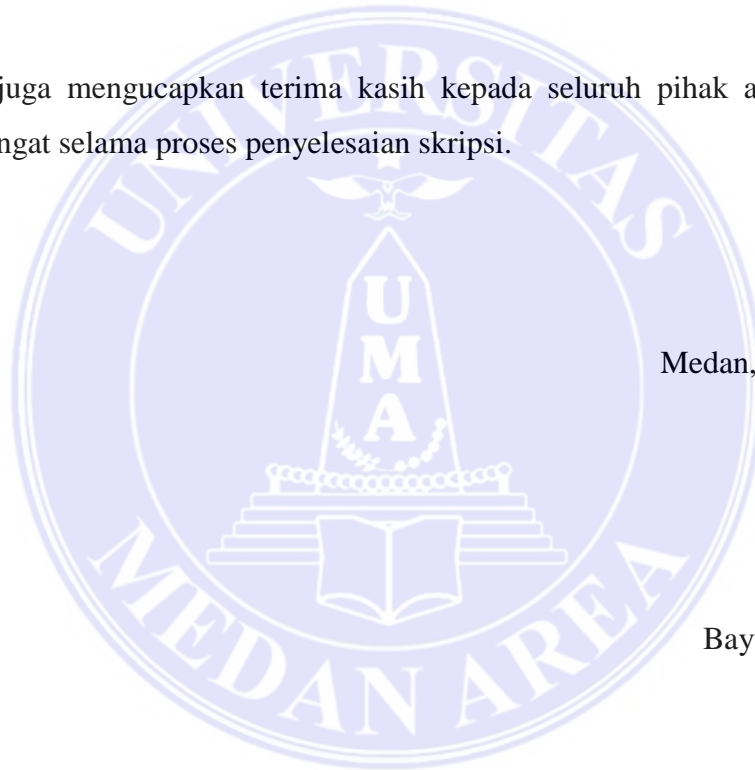 juga mengucapkan terima kasih kepada seluruh pihak a
ngat selama proses penyelesaian skripsi.
UNIVERSITAS
U
M
A
Medan,
MEDAN AREA
Bay